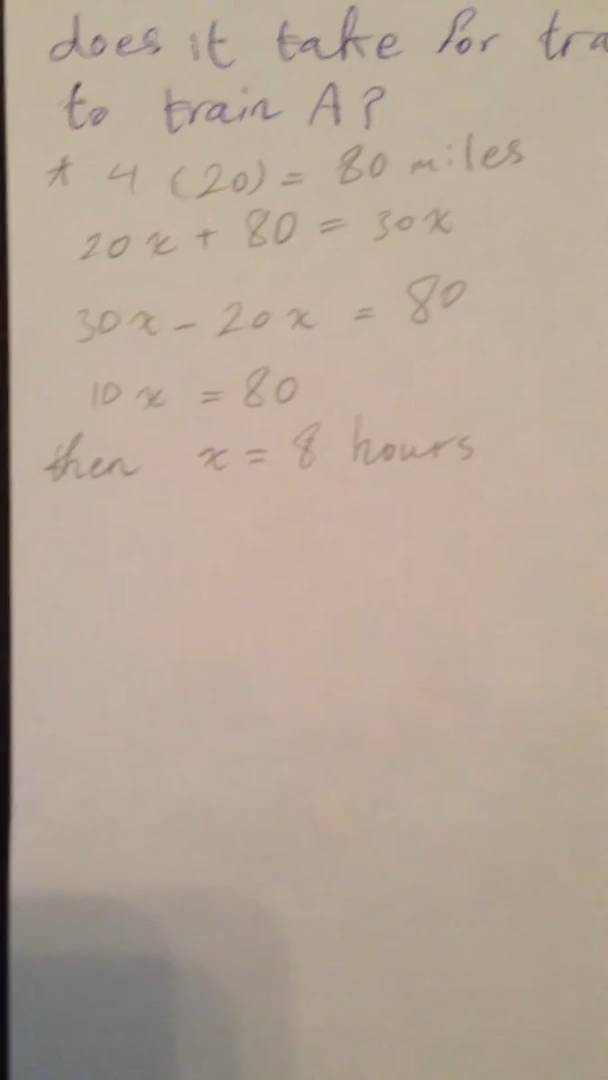 does it take for tra
to train A?
* 4 (20) = 80 miles
20x + 80 = 30x
30x - 20x = 80
10x = 80
then x = 8 hours